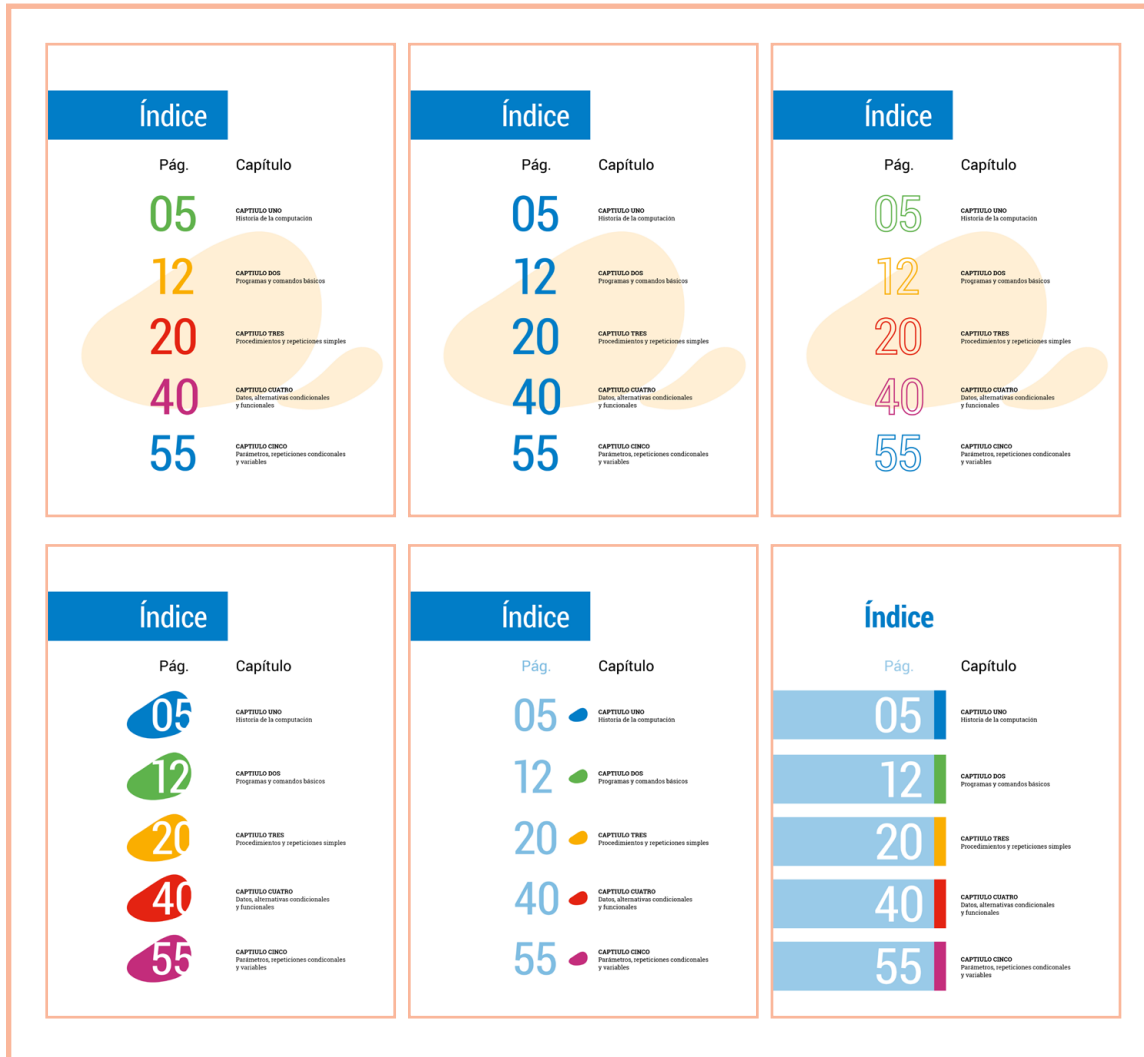 Índice
Pág. Capítulo
05 CAPTIULO UNO
Historia de la computación
12 CAPTIULO DOS
Programas y comandos básicos
20 CAPTIULO TRES
Procedimientos y repeticiones simples
40 CAPTIULO CUATRO
Datos, alternativas condicionales
y funcionales
55 CAPTIULO CINCO
Parámetros, repeticiones condiconales
y variables
Índice
Pág. Capítulo
05 CAPTIULO UNO
Historia de la computación
12 CAPTIULO DOS
Programas y comandos básicos
20 CAPTIULO TRES
Procedimientos y repeticiones simples
40 CAPTIULO CUATRO
Datos, alternativas condicionales
y funcionales
55 CAPTIULO CINCO
Parámetros, repeticiones condiconales
y variables
Índice
Pág. Capítulo
05 CAPTIULO UNO
Historia de la computación
12 CAPTIULO DOS
Programas y comandos básicos
20 CAPTIULO TRES
Procedimientos y repeticiones simples
40 CAPTIULO CUATRO
Datos, alternativas condicionales
y funcionales
55 CAPTIULO CINCO
Parámetros, repeticiones condiconales
y variables
Índice
Pág. Capítulo
05 CAPTIULO UNO
Historia de la computación
12 CAPTIULO DOS
Programas y comandos básicos
20 CAPTIULO TRES
Procedimientos y repeticiones simples
40 CAPTIULO CUATRO
Datos, alternativas condicionales
y funcionales
55 CAPTIULO CINCO
Parámetros, repeticiones condiconales
y variables
Índice
Pág. Capítulo
05 CAPTIULO UNO
Historia de la computación
12 CAPTIULO DOS
Programas y comandos básicos
20 CAPTIULO TRES
Procedimientos y repeticiones simples
40 CAPTIULO CUATRO
Datos, alternativas condicionales
y funcionales
55 CAPTIULO CINCO
Parámetros, repeticiones condiconales
y variables
Índice
Pág. Capítulo
05 CAPTIULO UNO
Historia de la computación
12 CAPTIULO DOS
Programas y comandos básicos
20 CAPTIULO TRES
Procedimientos y repeticiones simples
40 CAPTIULO CUATRO
Datos, alternativas condicionales
y funcionales
55 CAPTIULO CINCO
Parámetros, repeticiones condiconales
y variables